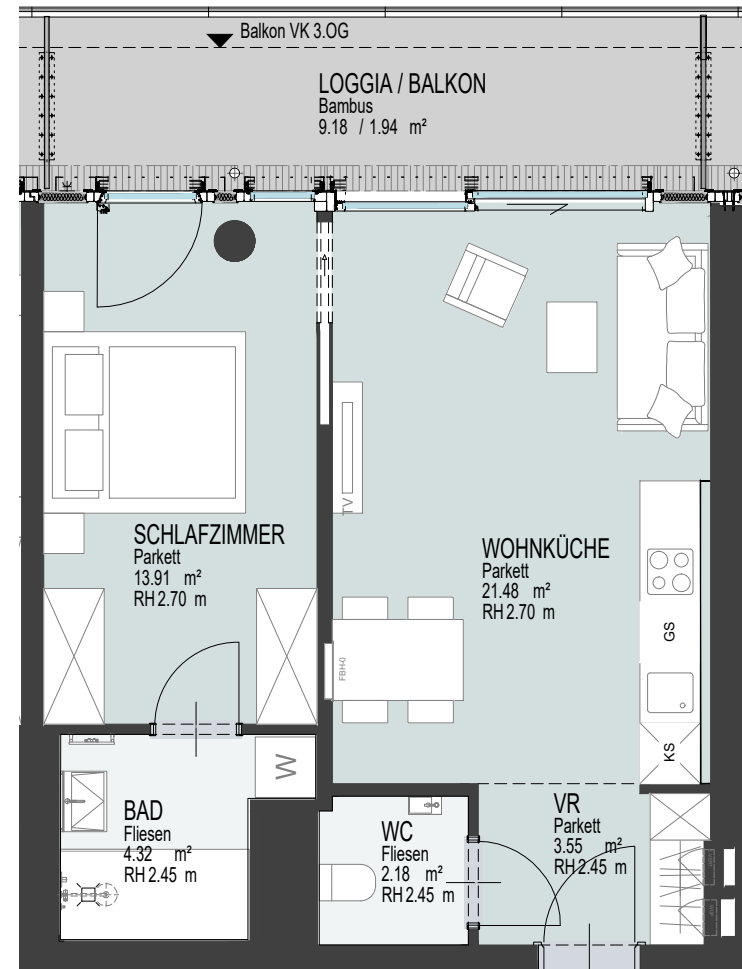 Balkon VK 3.OG
LOGGIA / BALKON
Bambus
9.18 / 1.94 m²
TV
SCHLAFZIMMER
Parkett
13.91 m²
RH 2.70 m
WOHNKÜCHE
Parkett
21.48 m²
RH 2.70 m
GS
FBH-0
KS
W
BAD
Fliesen
4.32 m²
RH 2.45 m
WC
Fliesen
2.18 m²
RH 2.45 m
VR
Parkett
3.55 m²
RH 2.45 m